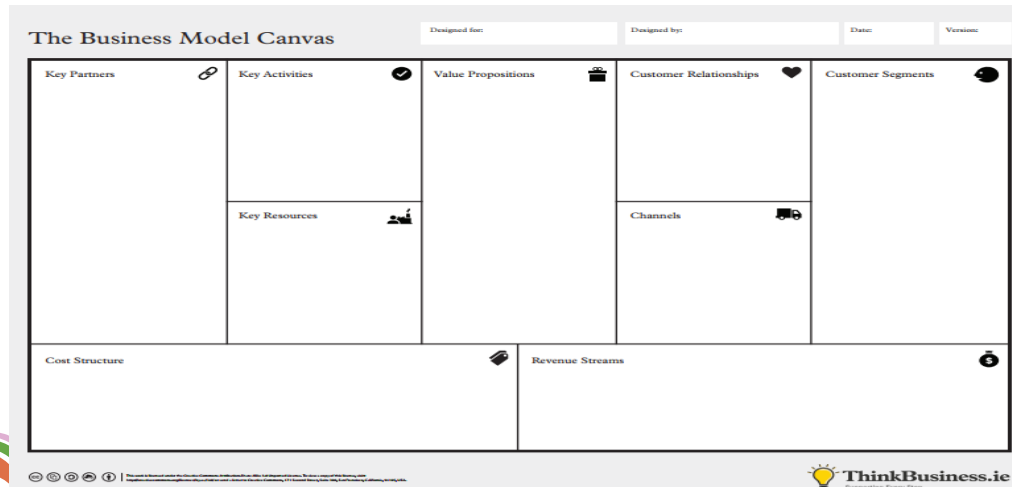 The Business Model Canvas
Designed for:
Designed by:
Date:
Version:
Key Partners
Key Activities
Value Propositions
Customer Relationships
Customer Segments
Key Resources
Channels
Cost Structure
Revenue Streams
ThinkBusiness.ie